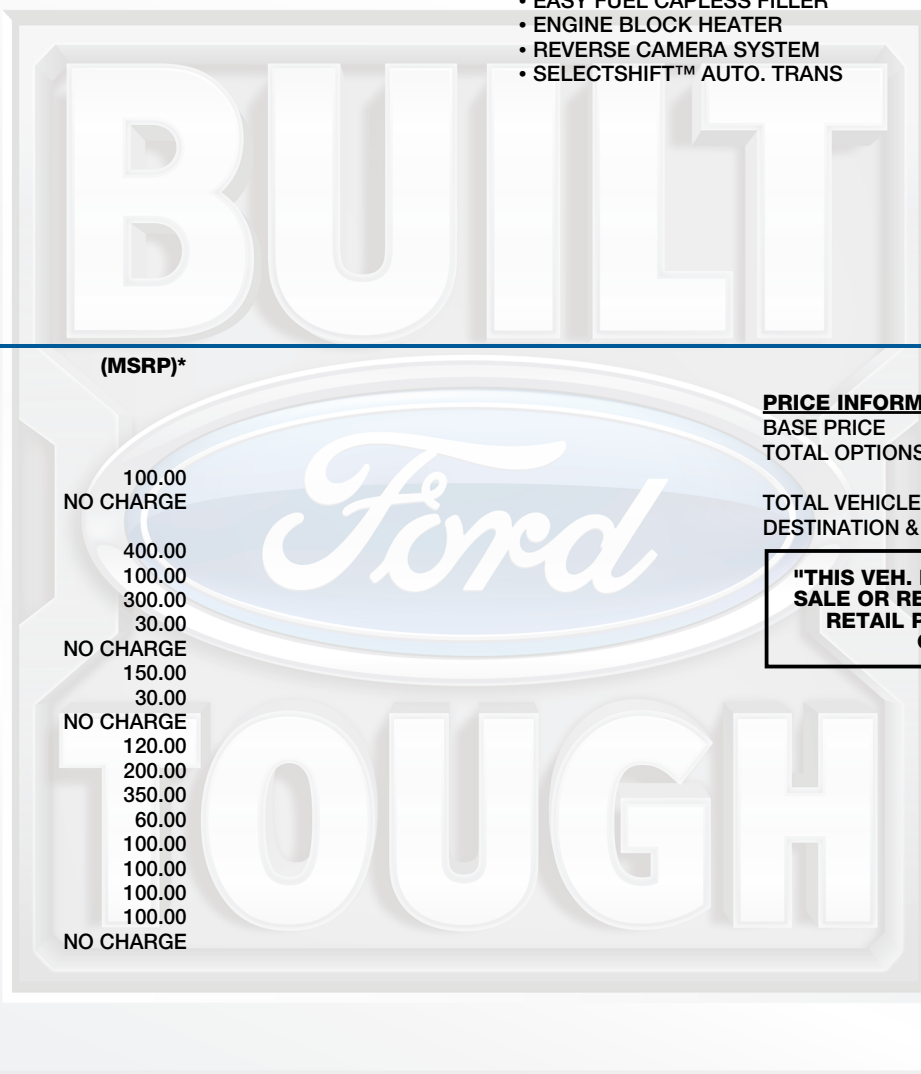 • EASY FUEL CAPLESS FILLER
• ENGINE BLOCK HEATER
• REVERSE CAMERA SYSTEM
• SELECTSHIFT™ AUTO. TRANS
BUILT
Ford
TOUGH
(MSRP)*
100.00
NO CHARGE
400.00
100.00
300.00
30.00
NO CHARGE
150.00
30.00
NO CHARGE
120.00
200.00
350.00
60.00
100.00
100.00
100.00
100.00
NO CHARGE
PRICE INFORM
BASE PRICE
TOTAL OPTIONS
TOTAL VEHICLE
DESTINATION &
"THIS VEH.
SALE OR RE
RETAIL P